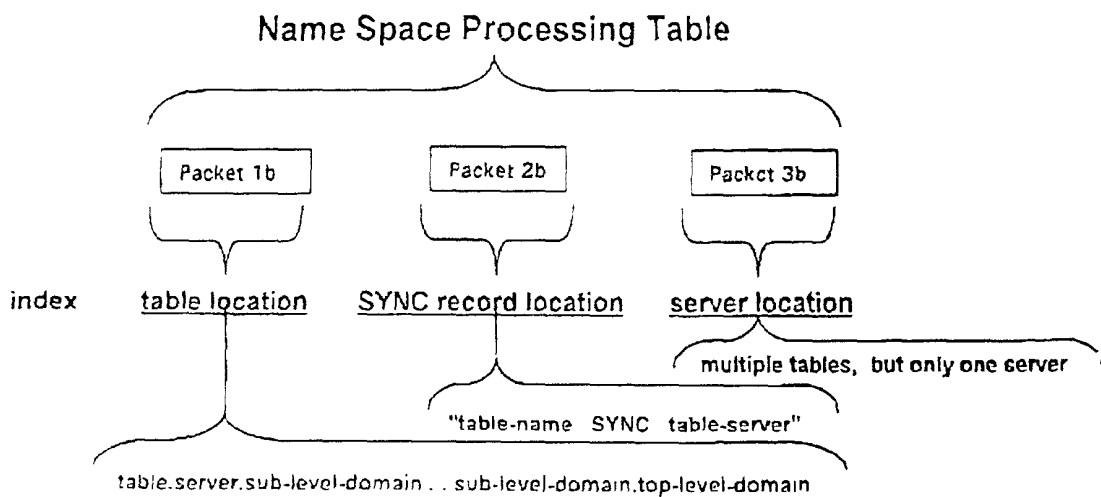 Name Space Processing Table
Packet 1b Packet 2b Packet 3b
index table location SYNC record location server location
multiple tables, but only one server
"table-name SYNC table-server"
table.server.sub-level-domain . . sub-level-domain.top-level-domain